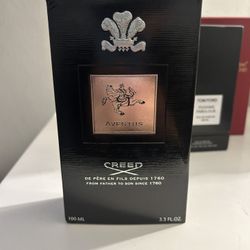 AVENTUS
CREED
DE PÈRE EN FILS DEPUIS 1760
FROM FATHER TO SON SINCE 1760
100 ML 3.3 FL.OZ.
TOM FORD